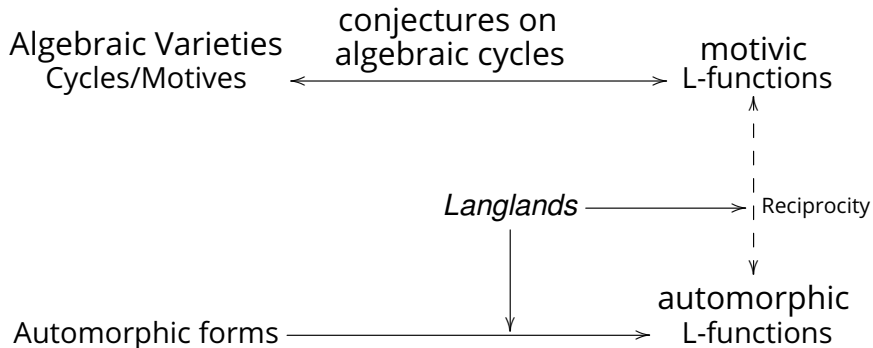 conjectures on
algebraic cycles
Algebraic Varieties
Cycles/Motives
motivic
L-functions
Langlands
Reciprocity
automorphic
L-functions
Automorphic forms